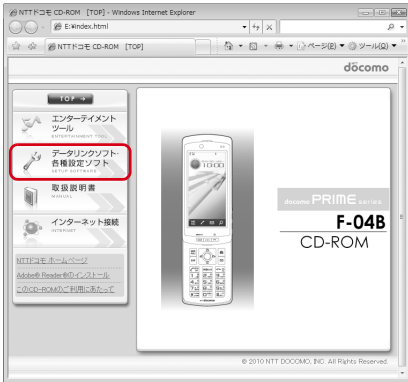 NTTドコモ CD-ROM [TOP] - Windows Internet Explorer
E:¥index.html
NTTドコモ CD-ROM [TOP]
ページ(P) ツール(O)
döcomo
TOP →
エンターテイメント
ツール
ENTERTAINMENT TOOL
データリンクソフト・
各種設定ソフト
SETUP SOFTWARE
取扱説明書
MANUAL
インターネット接続
INTERNET
NTTドコモ ホームページ
Adobe® Reader®のインストール
このCD-ROMのご利用にあたって
docomo PRIME SERIES
F-04B
CD-ROM
© 2010 NTT DOCOMO, INC. All Rights Reserved.